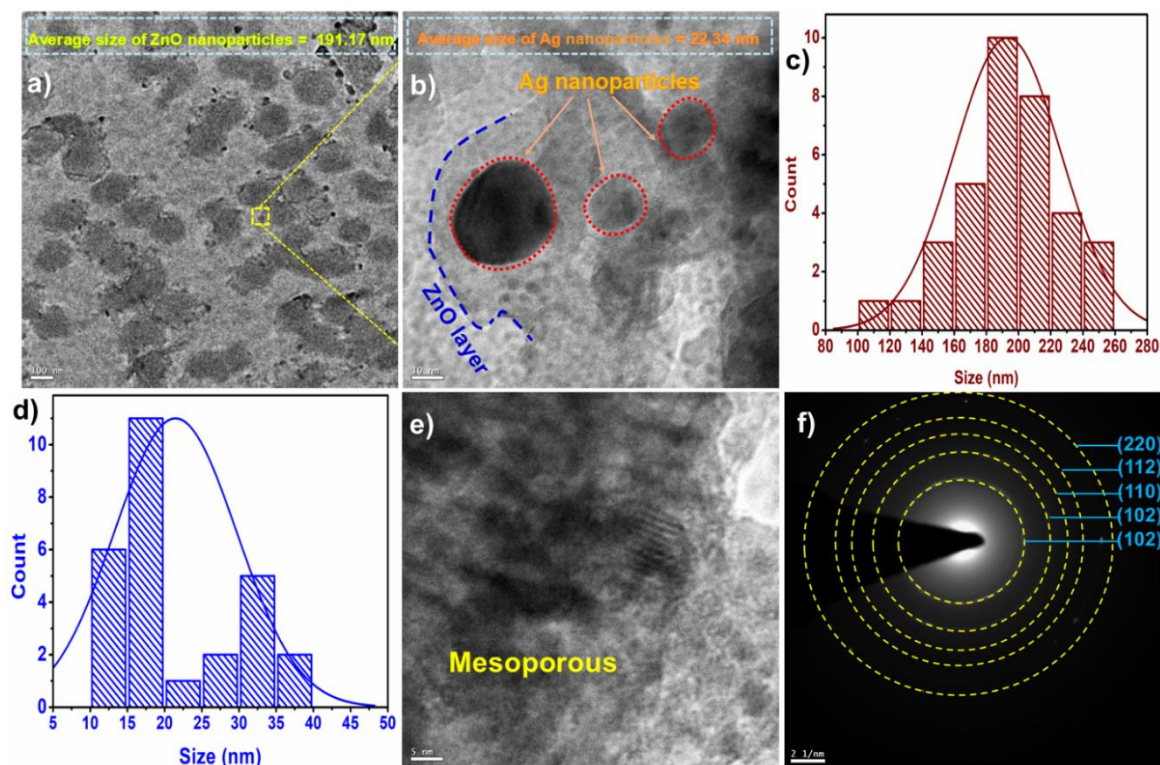 Average size of ZnO nanoparticles = 191.17 nm
a)
100 nm
Average size of Ag nanoparticles = 22.34 nm
b)
Ag nanoparticles
ZnO layer
10 nm
c)
10
8
6
4
2
0
Count
80 100 120 140 160 180 200 220 240 260 280
Size (nm)
d)
10
8
6
4
2
0
Count
5 10 15 20 25 30 35 40 45 50
Size (nm)
e)
Mesoporous
5 nm
f)
(220)
(112)
(110)
(102)
(102)
2 1/nm